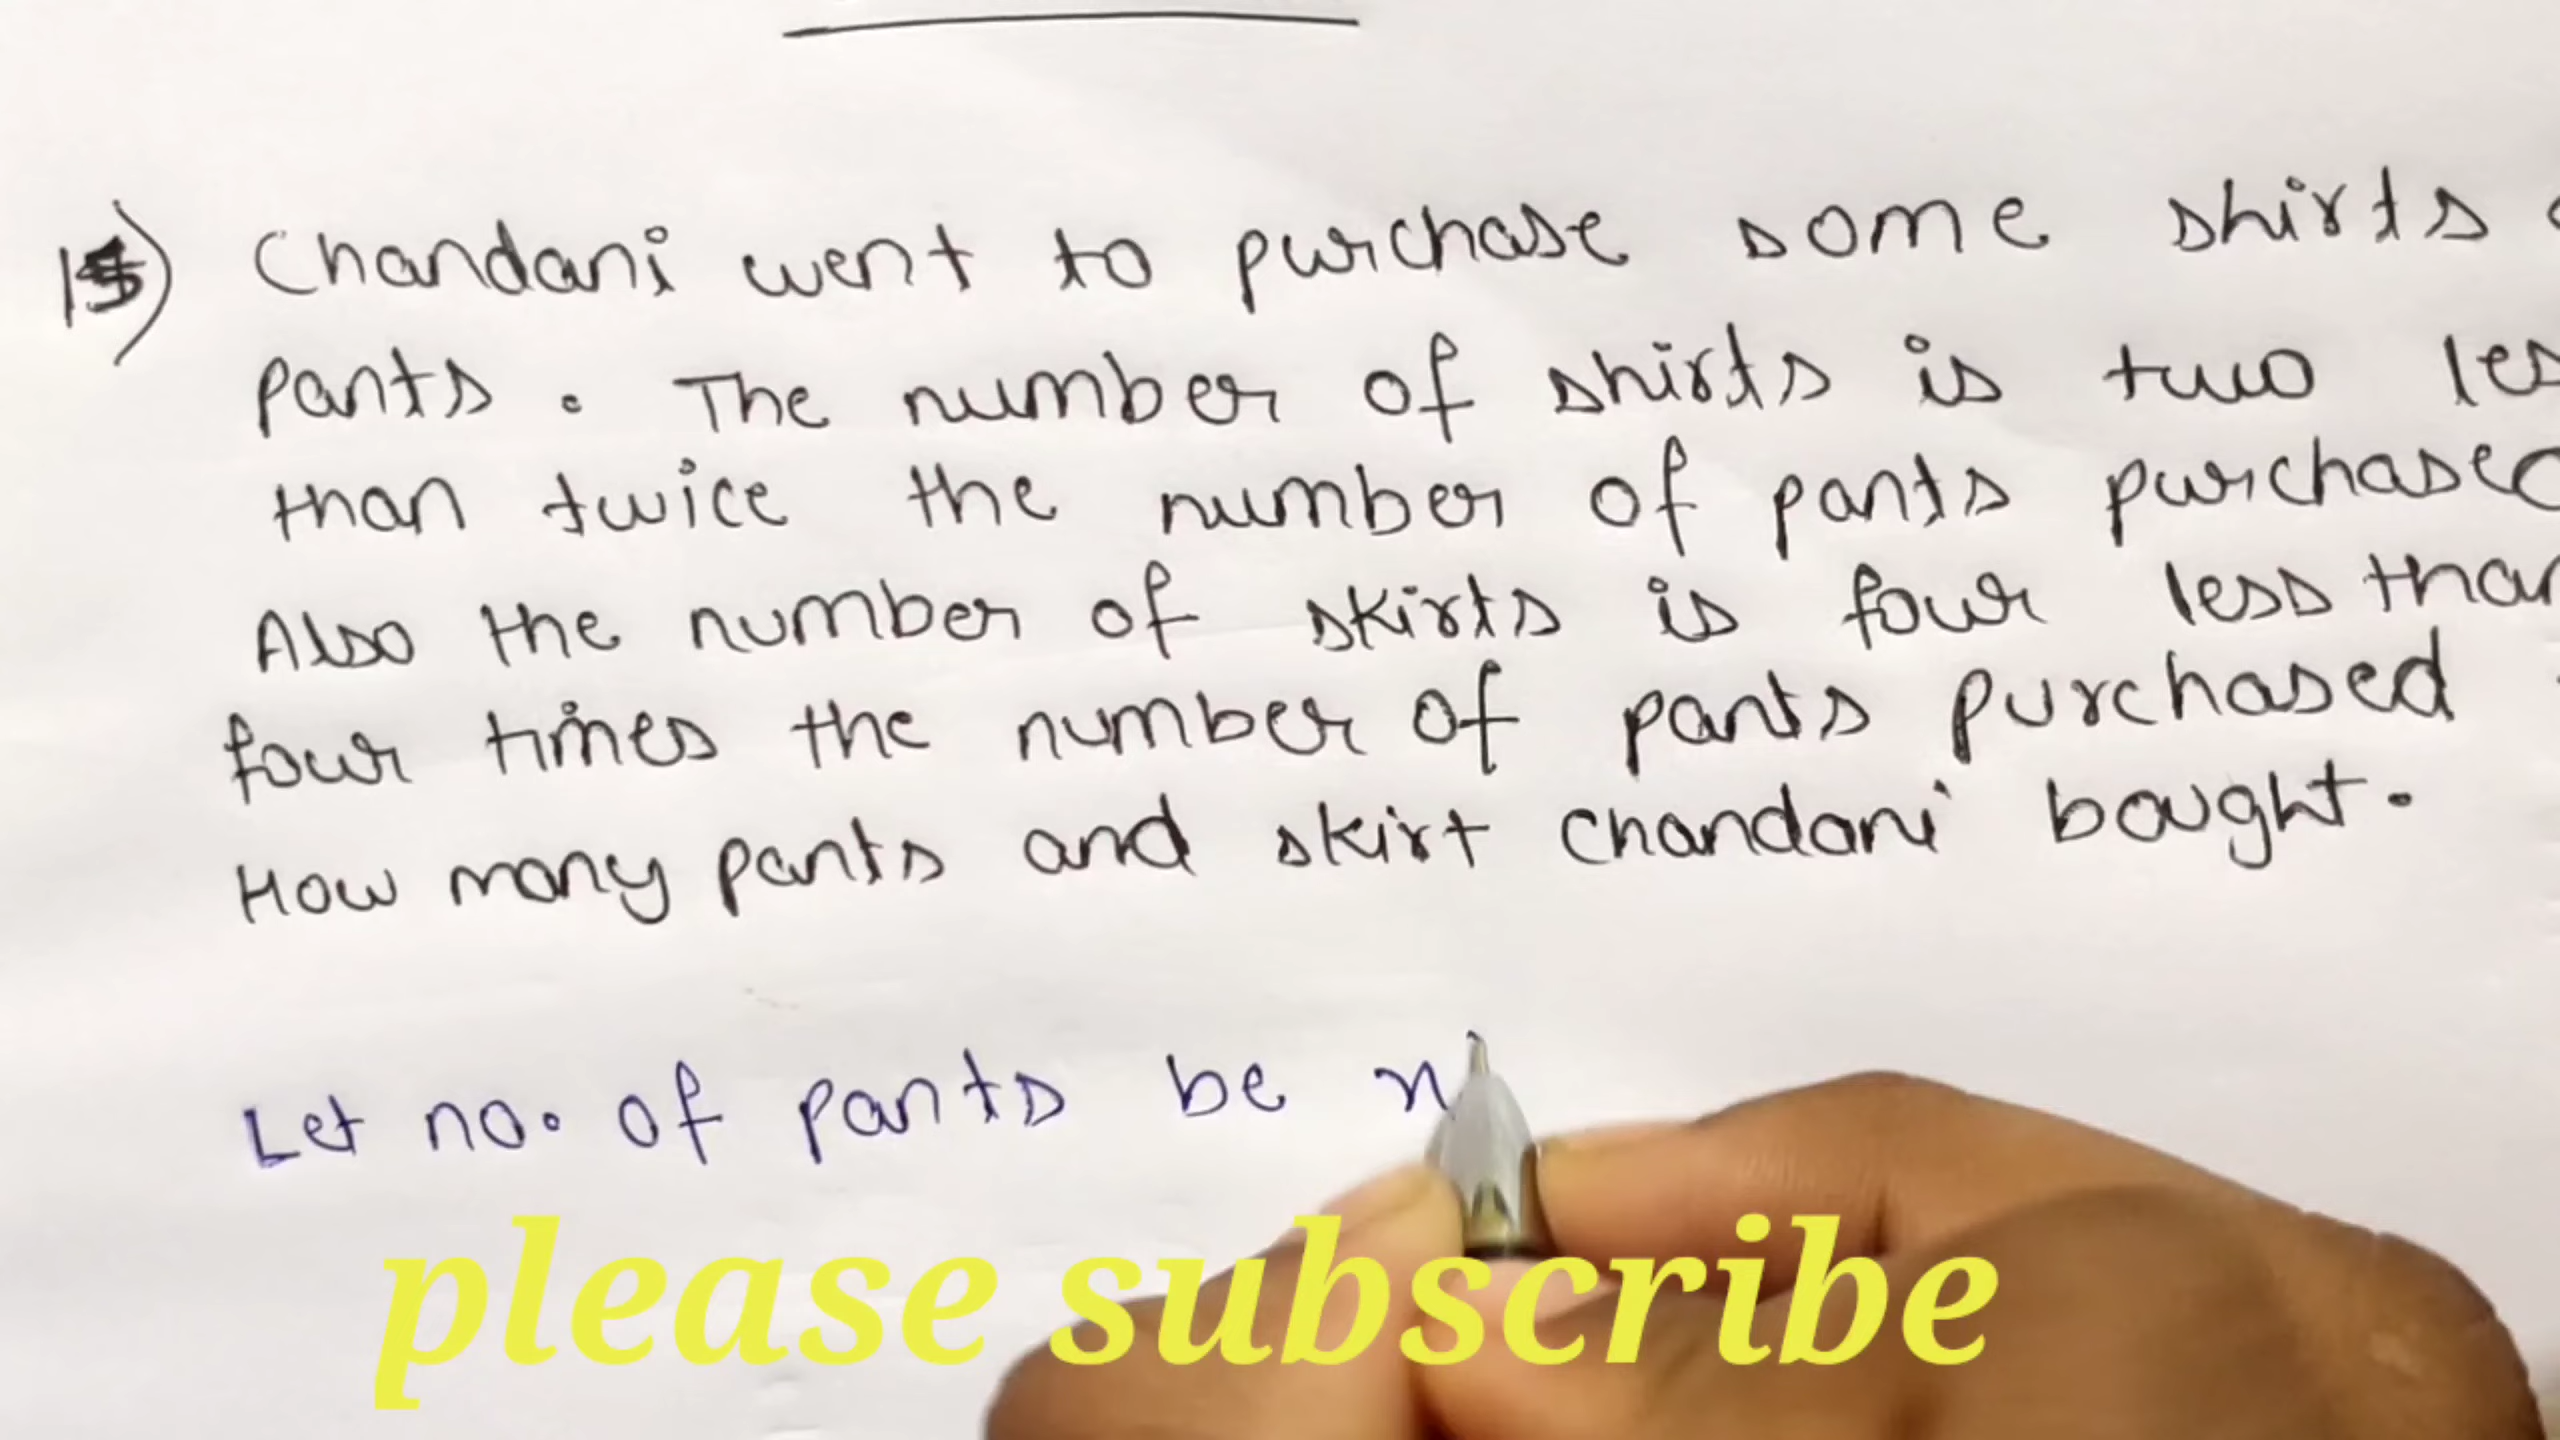 15) Chandani went to purchase some shirts
pants. The number of shirts is two les
than twice the number of pants purchased
Also the number of skirts is four less than
four times the number of pants purchased
How many pants and skirt chandani bought.
Let no. of pants be x
please subscribe